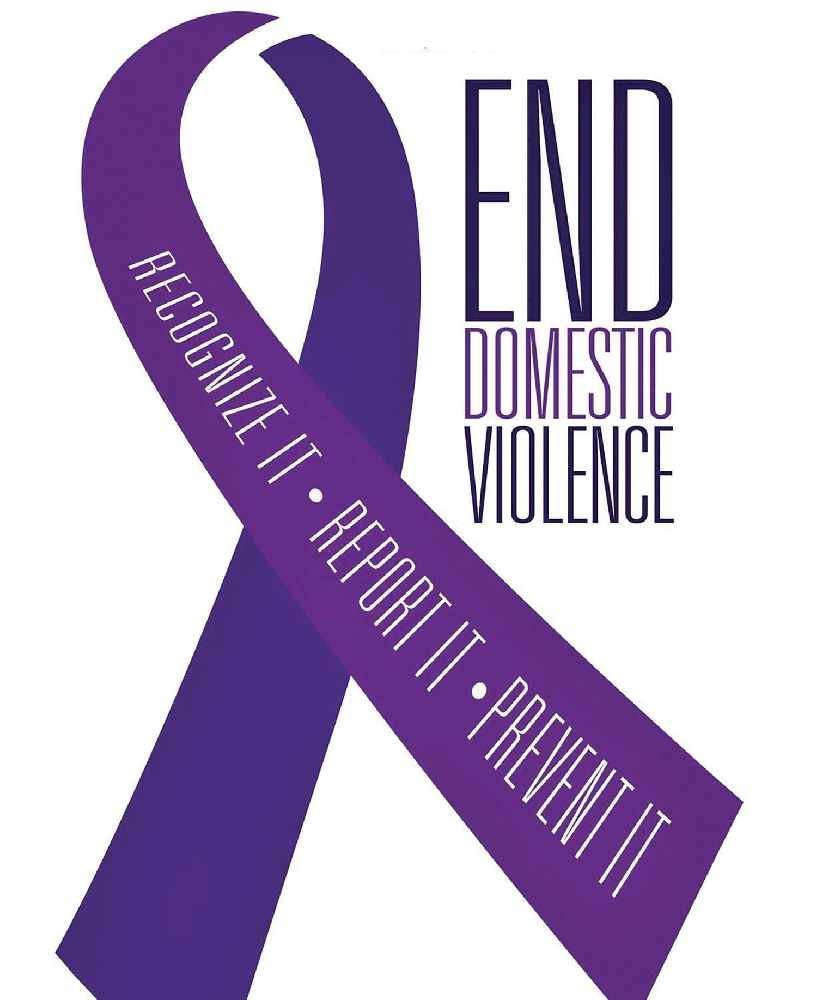 END
DOMESTIC
VIOLENCE
RECOGNIZE IT • REPORT IT • PREVENT IT